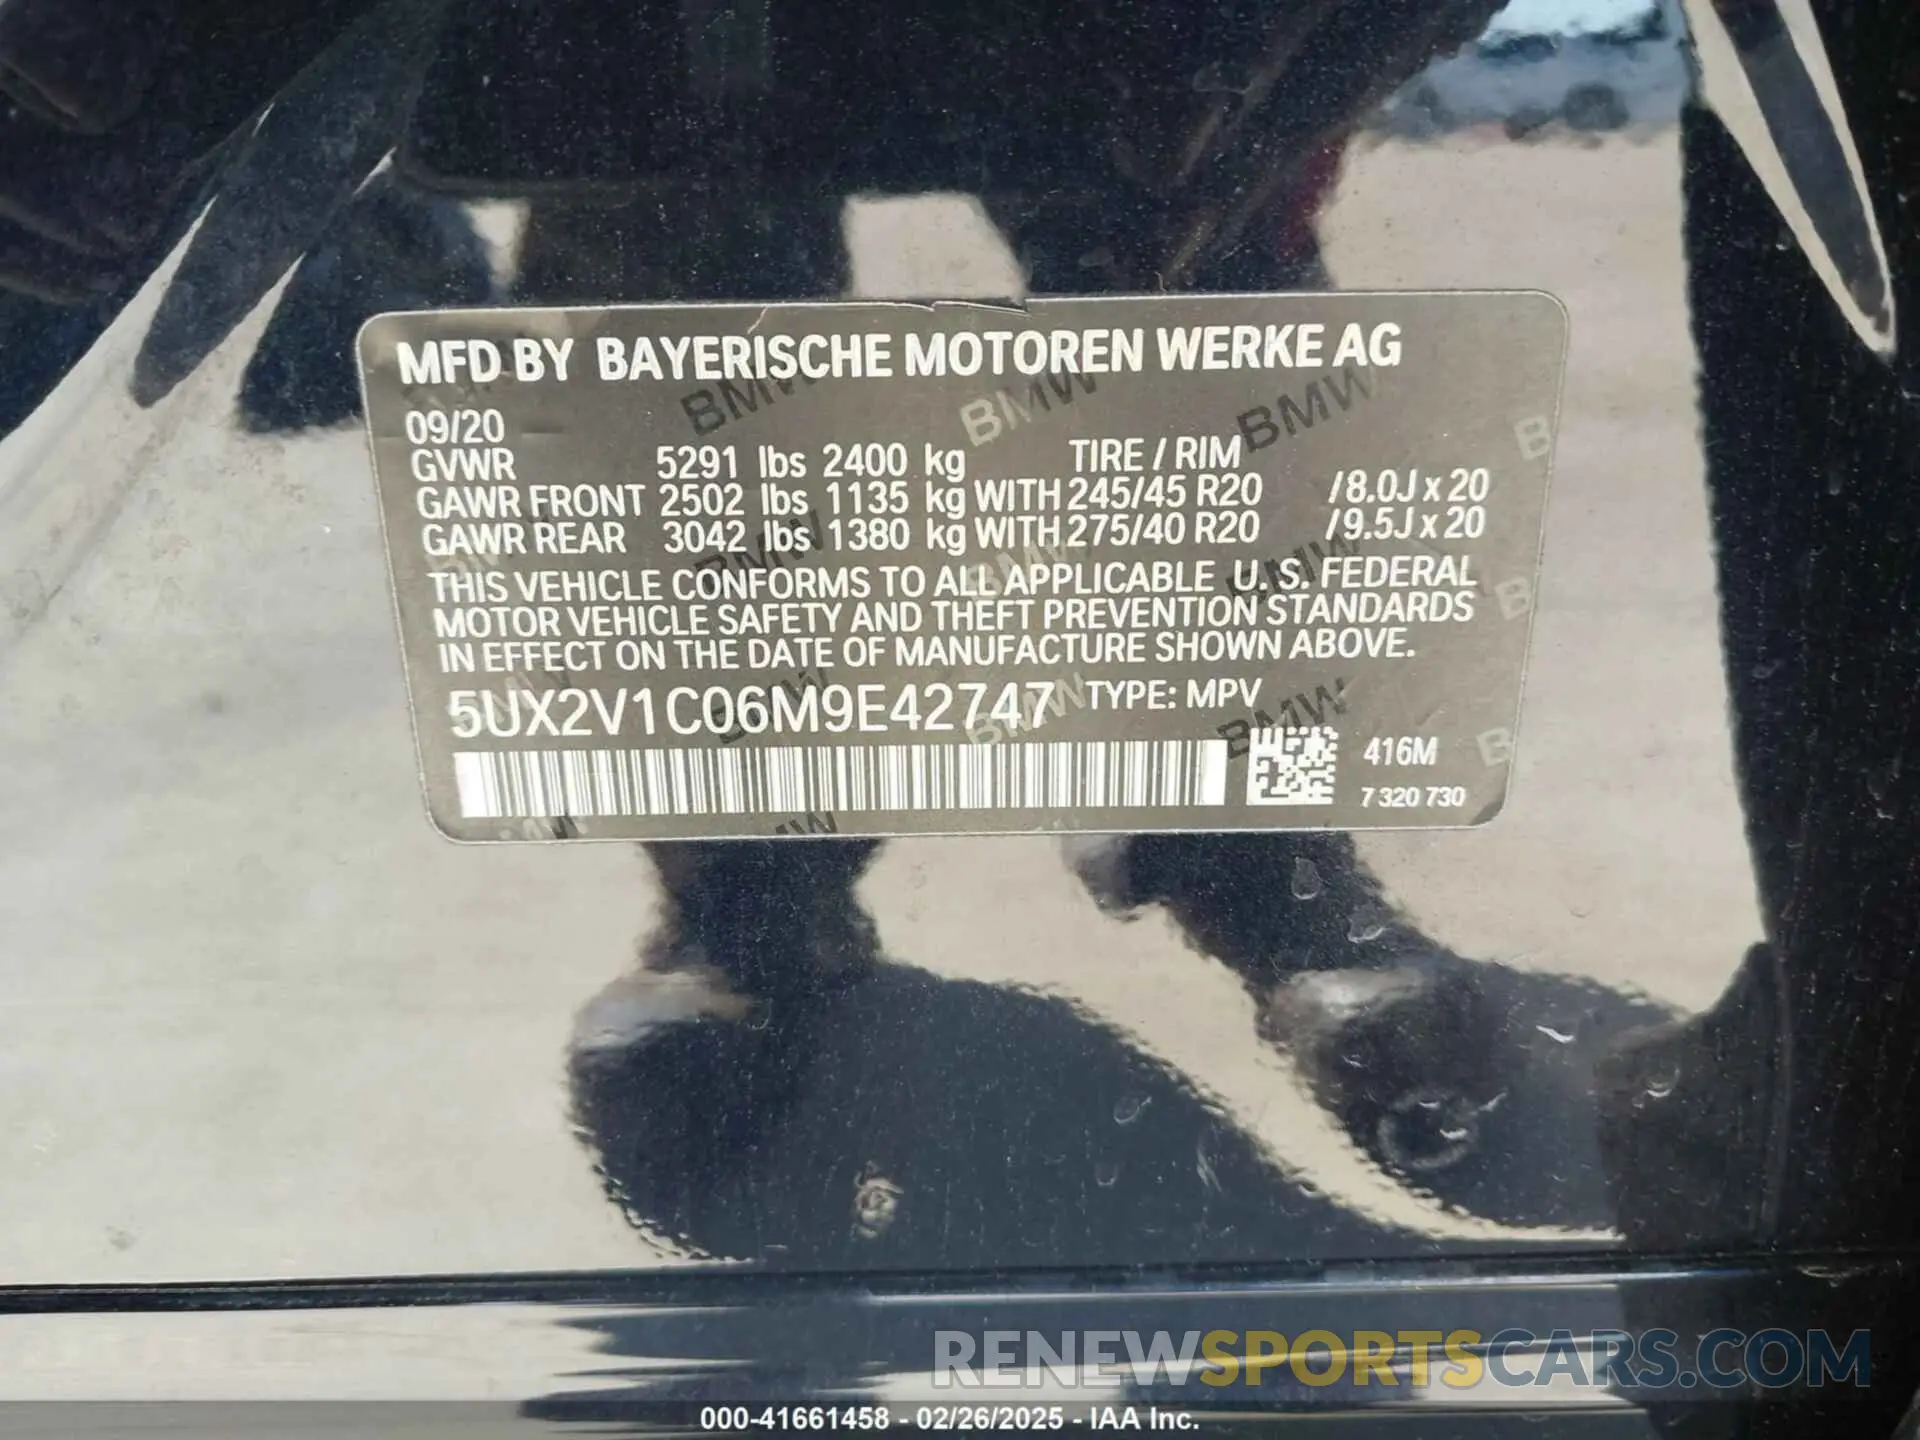 MFD BY BAYERISCHE MOTOREN WERKE AG
09/20
GVWR 5291 lbs 2400 kg TIRE / RIM
GAWR FRONT 2502 lbs 1135 kg WITH 245/45 R20 /8.0J x 20
GAWR REAR 3042 lbs 1380 kg WITH 275/40 R20 /9.5J x 20
THIS VEHICLE CONFORMS TO ALL APPLICABLE U.S. FEDERAL
MOTOR VEHICLE SAFETY AND THEFT PREVENTION STANDARDS
IN EFFECT ON THE DATE OF MANUFACTURE SHOWN ABOVE.
5UX2V1C06M9E42747 TYPE: MPV
416M
7 320 730
RENEWSPORTSCARS.COM
000-41661458 - 02/26/2025 - IAA Inc.